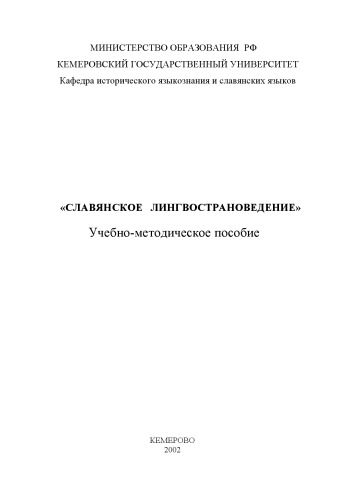 МИНИСТЕРСТВО ОБРАЗОВАНИЯ РФ
КЕМЕРОВСКИЙ ГОСУДАРСТВЕННЫЙ УНИВЕРСИТЕТ
Кафедра исторического языкознания и славянских языков
«СЛАВЯНСКОЕ ЛИНГВОСТРАНОВЕДЕНИЕ»
Учебно-методическое пособие
КЕМЕРОВО
2002